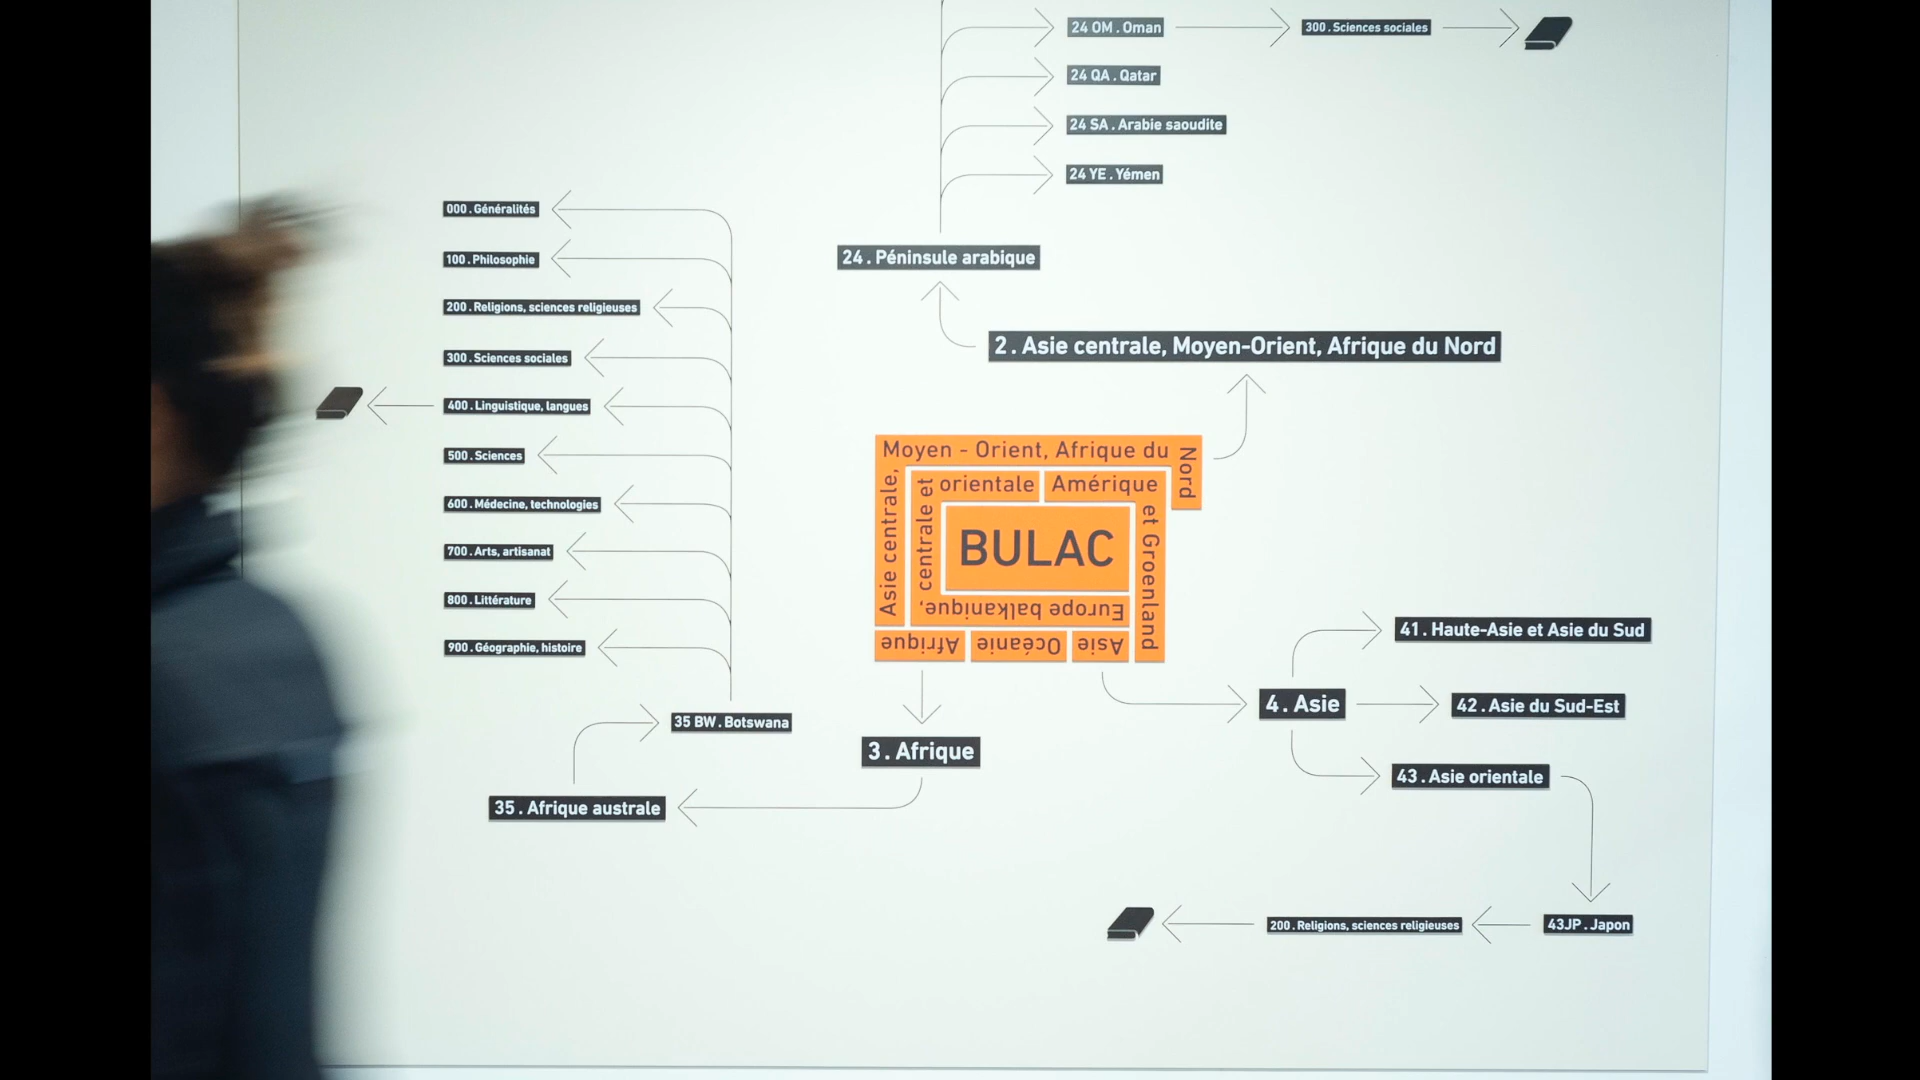 24 OM . Oman
300 . Sciences sociales
24 QA . Qatar
24 SA . Arabie saoudite
24 YE . Yémen
24 . Péninsule arabique
2 . Asie centrale, Moyen-Orient, Afrique du Nord
000 . Généralités
100 . Philosophie
200 . Religions, sciences religieuses
300 . Sciences sociales
400 . Linguistique, langues
500 . Sciences
600 . Médecine, technologies
700 . Arts, artisanat
800 . Littérature
900 . Géographie, histoire
35 BW . Botswana
35 . Afrique australe
3 . Afrique
BULAC
Amérique et Groenland
Europe balkanique, centrale et orientale
Asie
Océanie
Afrique
Asie centrale, Moyen - Orient, Afrique du Nord
4 . Asie
41 . Haute-Asie et Asie du Sud
42 . Asie du Sud-Est
43 . Asie orientale
43JP . Japon
200 . Religions, sciences religieuses